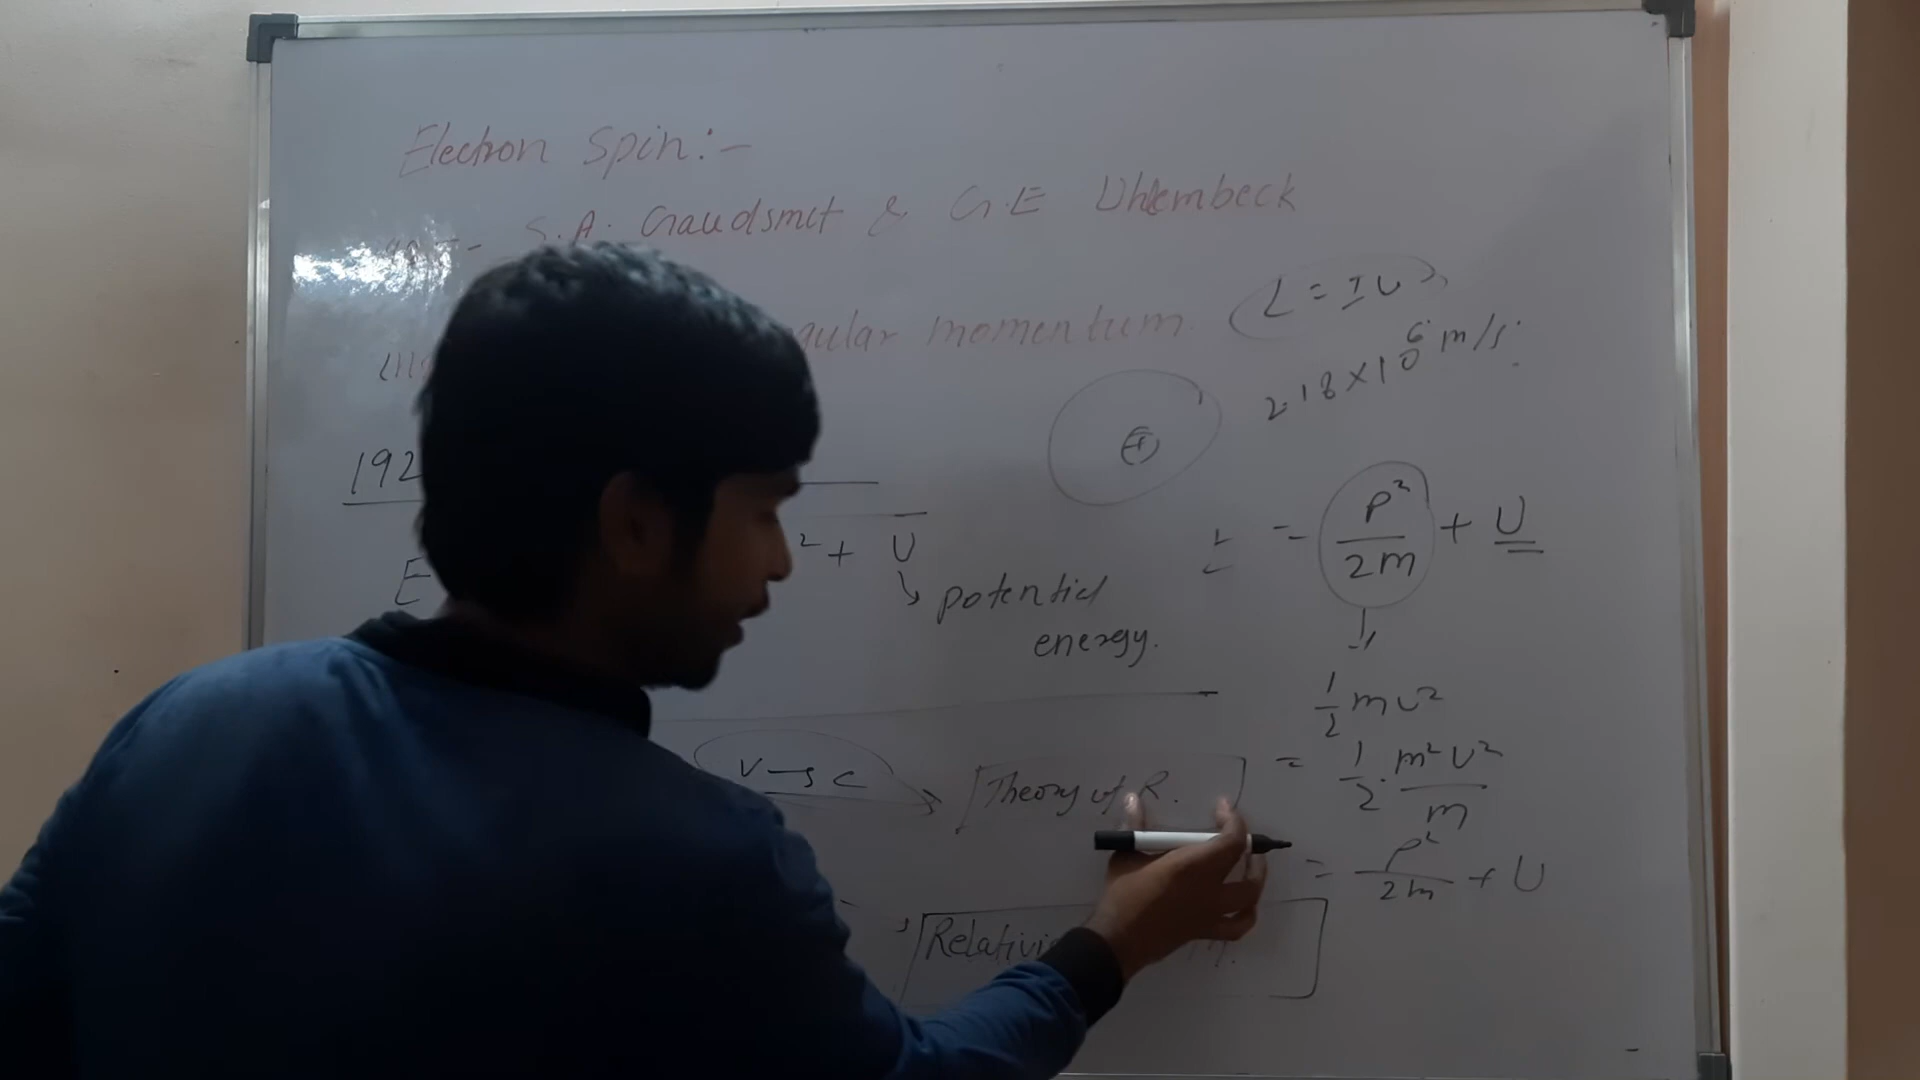 Electron Spin:-
S.A. Gaudsmit & G.E Uhlembeck
gular momentum.
L = Iω
2.18×10⁶ m/s.
+
192
E ² + U
potential
energy.
E = P²/2m + U
1/2 mv²
= 1/2 · m²v²/m
= P²/2m + U
V→c
Theory of R.
Relativi